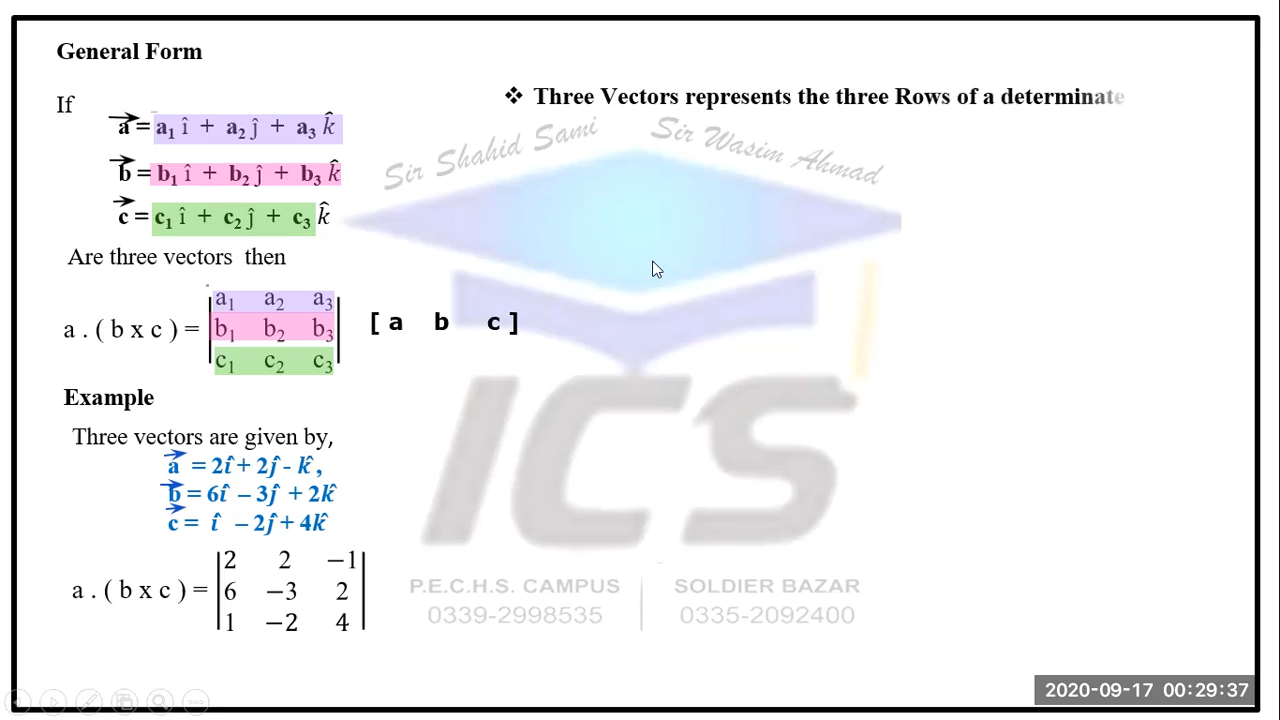 General Form
If
❖ Three Vectors represents the three Rows of a determinate
a = a₁ î + a₂ ĵ + a₃ k̂
b = b₁ î + b₂ ĵ + b₃ k̂
c = c₁ î + c₂ ĵ + c₃ k̂
Sir Shahid Sami Sir Wasim Ahmad
Are three vectors then
a₁ a₂ a₃
a . ( b x c ) = b₁ b₂ b₃ [ a b c ]
c₁ c₂ c₃
Example
Three vectors are given by,
a = 2î + 2ĵ - k̂ ,
b = 6î – 3ĵ + 2k̂
c = î – 2ĵ + 4k̂
ICS
2 2 −1
a . ( b x c ) = 6 −3 2
1 −2 4
P.E.C.H.S. CAMPUS SOLDIER BAZAR
0339-2998535 0335-2092400
2020-09-17 00:29:37